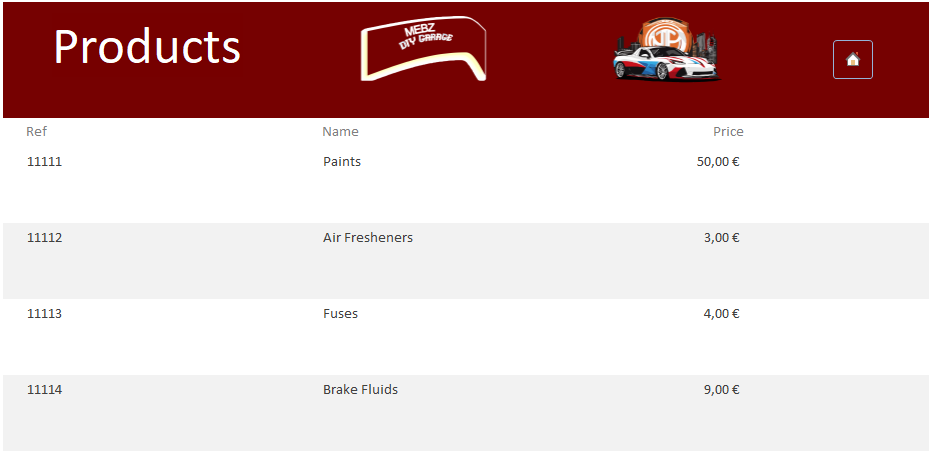 Products
MEBZ
DIY GARAGE
Ref Name Price
11111 Paints 50,00 €
11112 Air Fresheners 3,00 €
11113 Fuses 4,00 €
11114 Brake Fluids 9,00 €